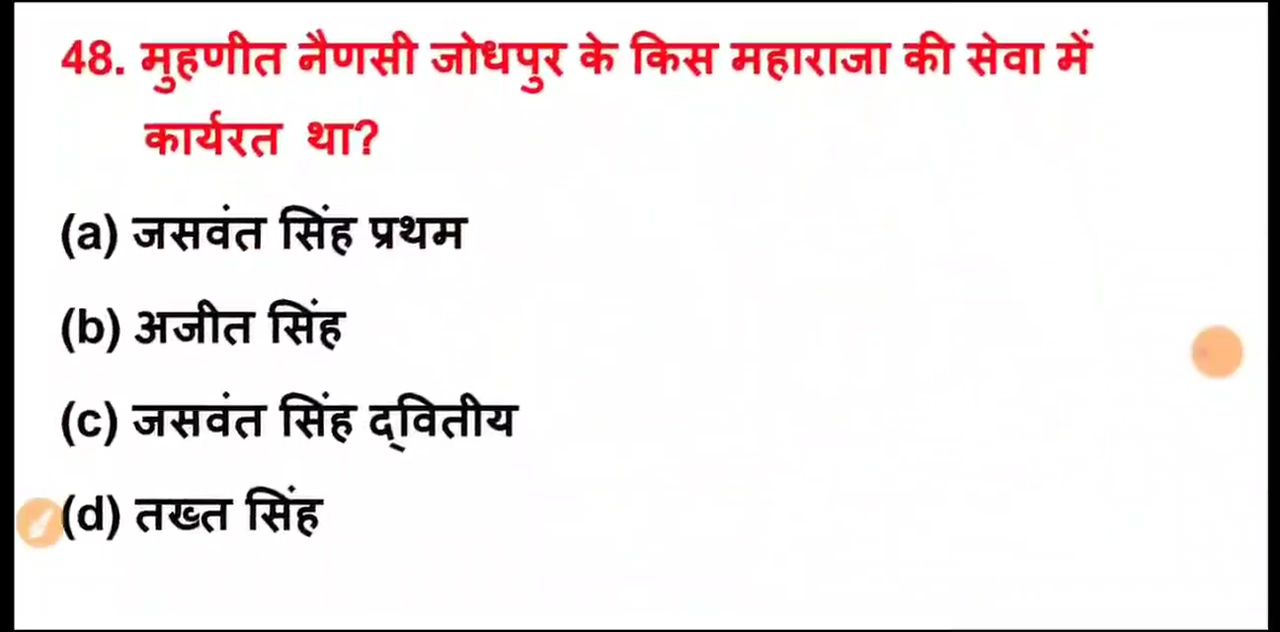 48. मुहणीत नैणसी जोधपुर के किस महाराजा की सेवा में
कार्यरत था?
(a) जसवंत सिंह प्रथम
(b) अजीत सिंह
(c) जसवंत सिंह द्‌वितीय
(d) तख्त सिंह